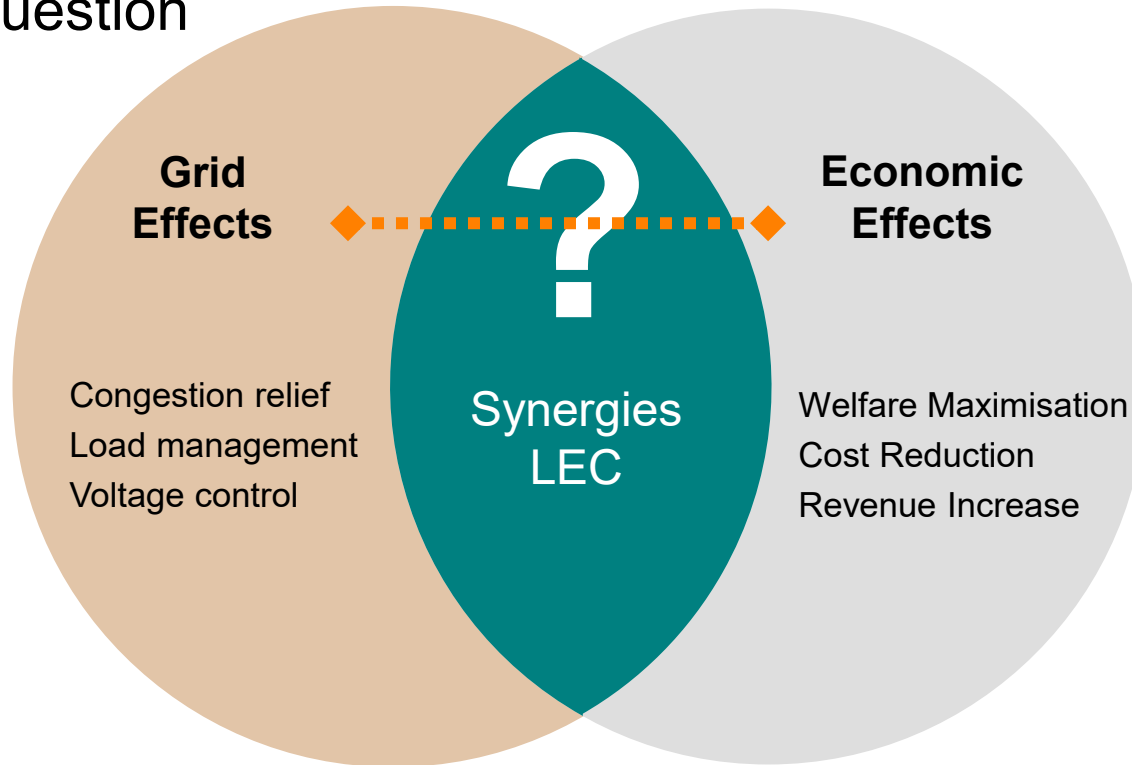 uestion
Grid
Effects
?
Economic
Effects
Congestion relief
Load management
Voltage control
Synergies
LEC
Welfare Maximisation
Cost Reduction
Revenue Increase